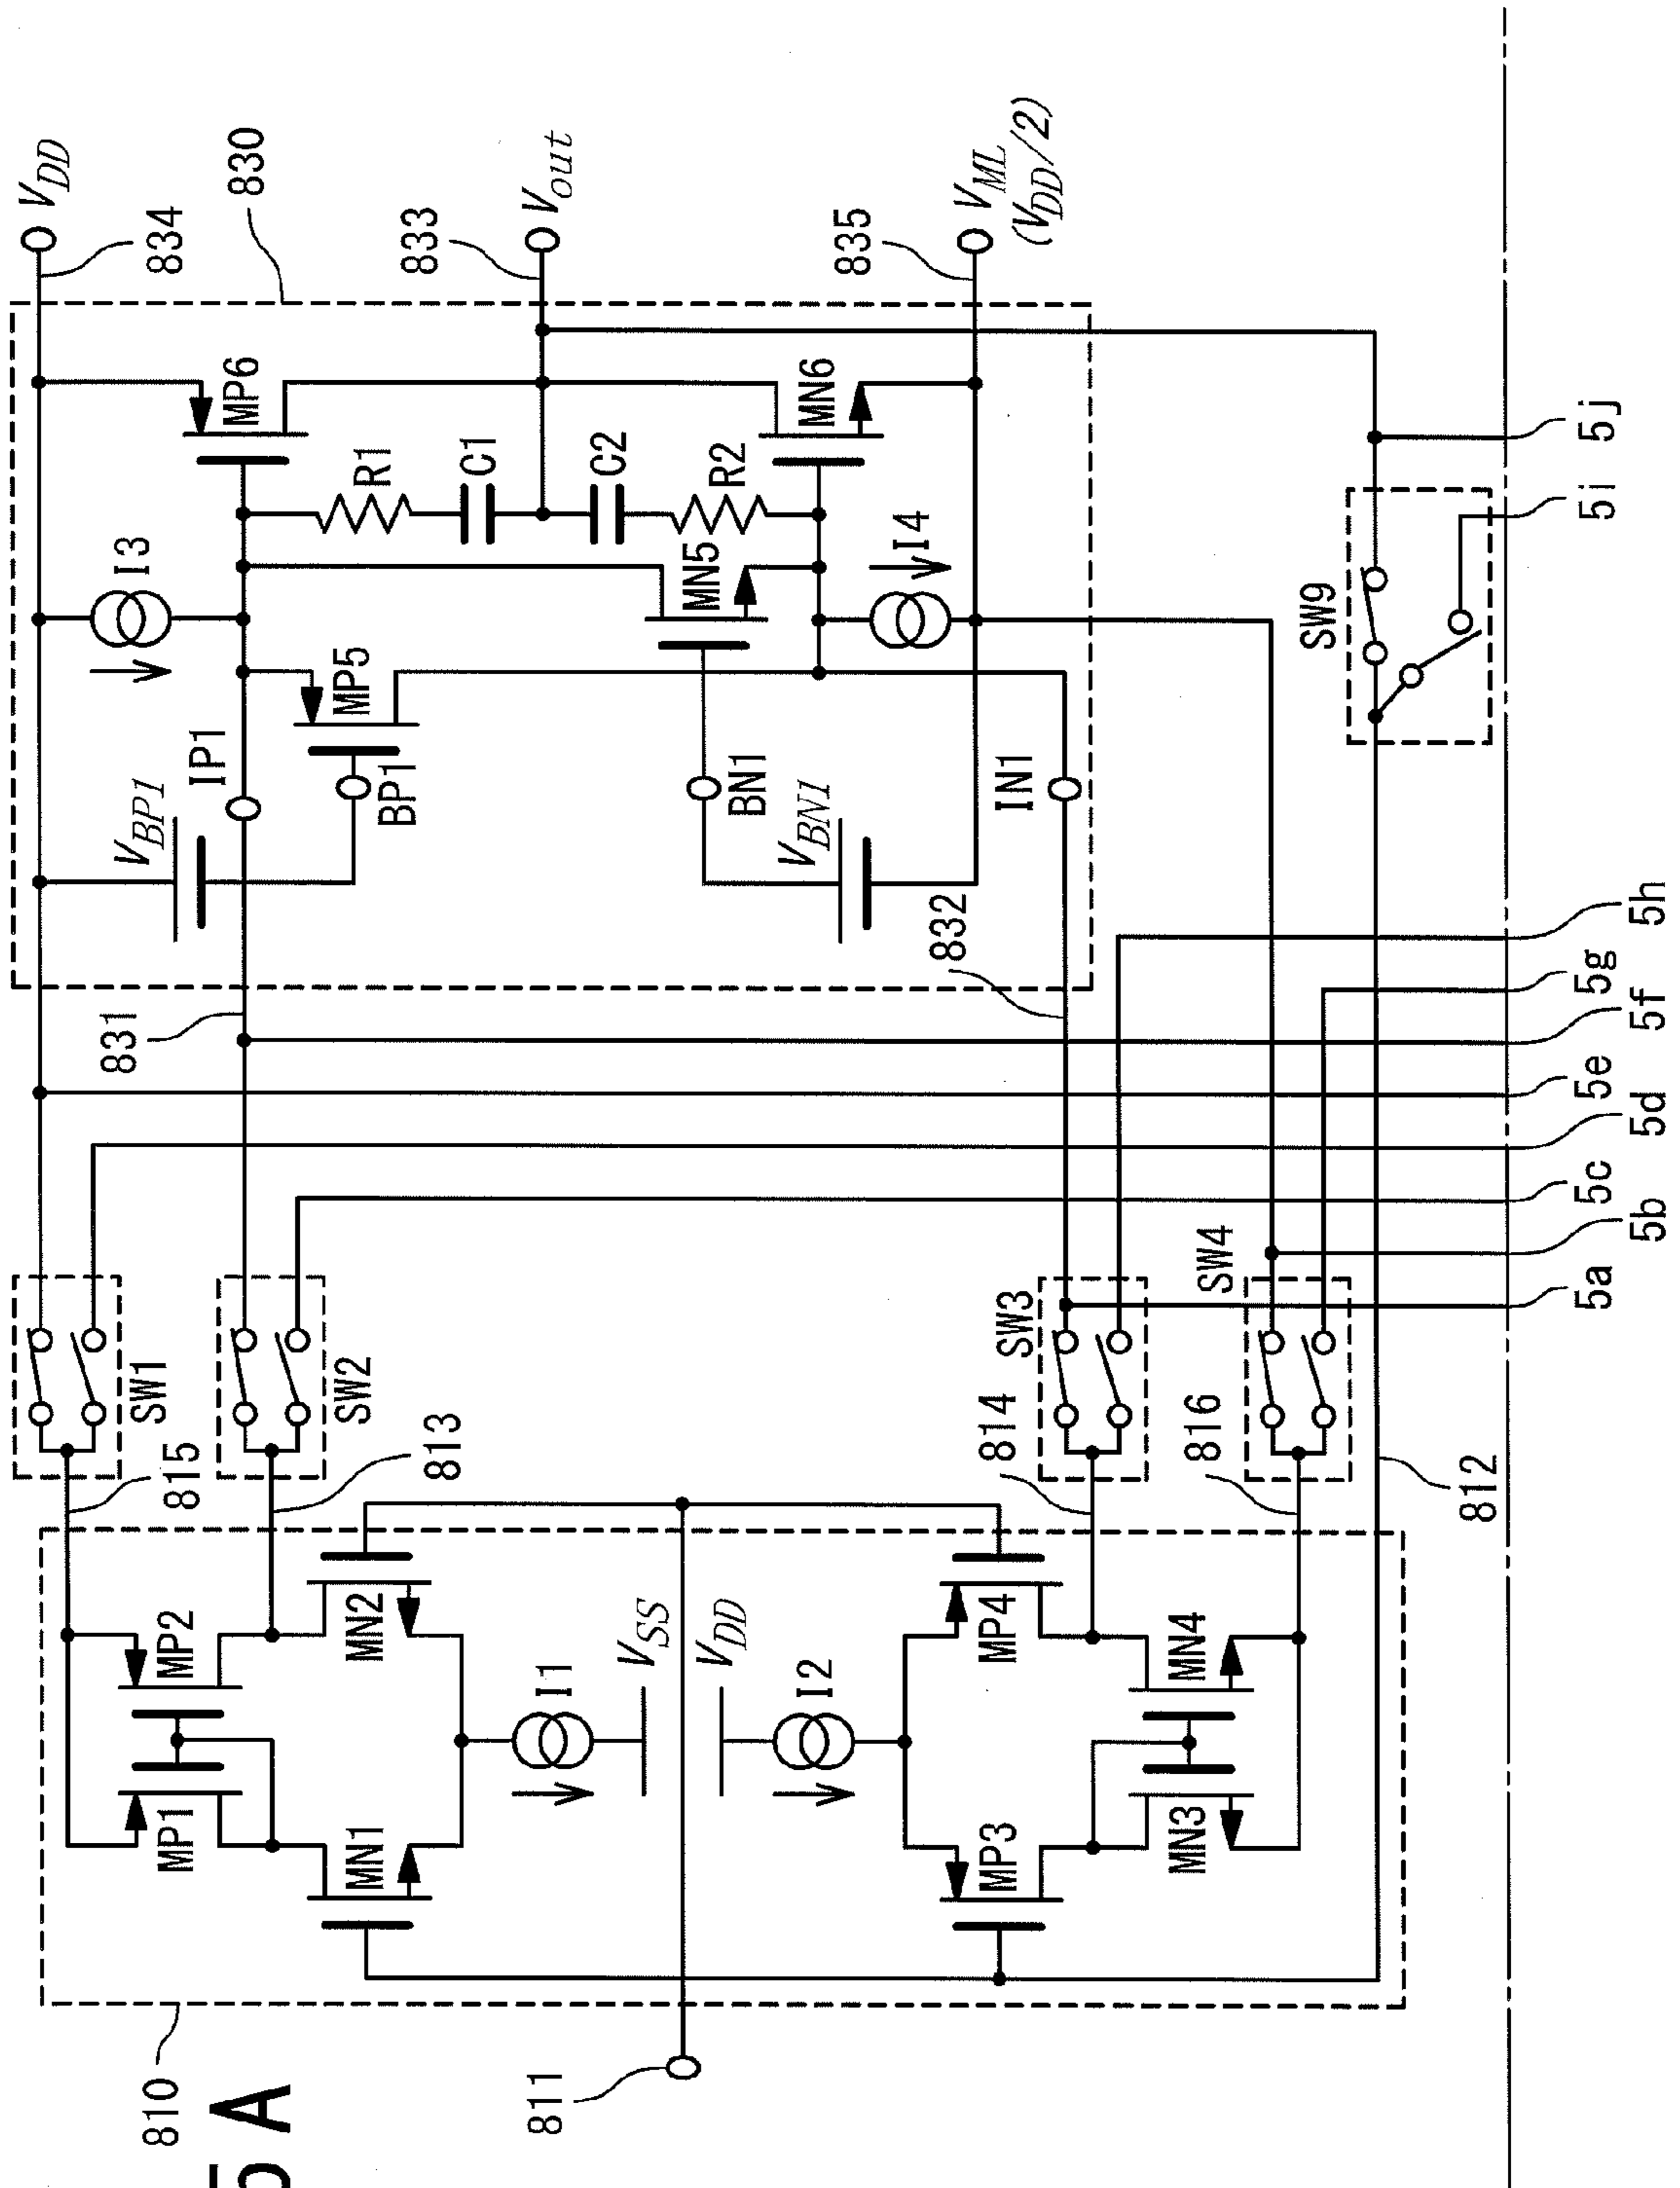 5A
810
811
812
813
814
815
816
SW1
SW2
SW3
SW4
SW9
MP1
MP2
MN1
MN2
I1
V_SS
V_DD
I2
MP3
MP4
MN3
MN4
830
831
832
833
834
835
V_DD
V_out
V_ML
(V_DD/2)
V_BP1
IP1
BP1
MP5
I3
MP6
R1
C1
C2
R2
MN5
MN6
I4
BN1
V_BN1
IN1
5a
5b
5c
5d
5e
5f
5g
5h
5i
5j